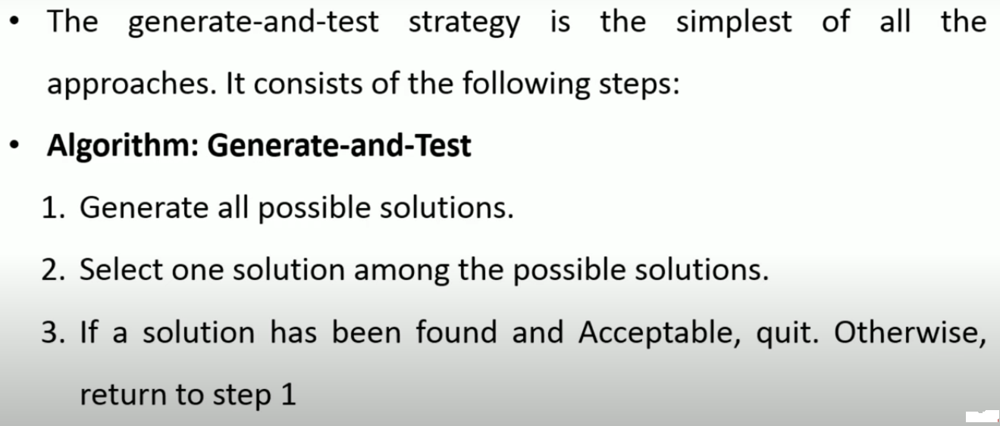 • The generate-and-test strategy is the simplest of all the
approaches. It consists of the following steps:
• Algorithm: Generate-and-Test
1. Generate all possible solutions.
2. Select one solution among the possible solutions.
3. If a solution has been found and Acceptable, quit. Otherwise,
return to step 1